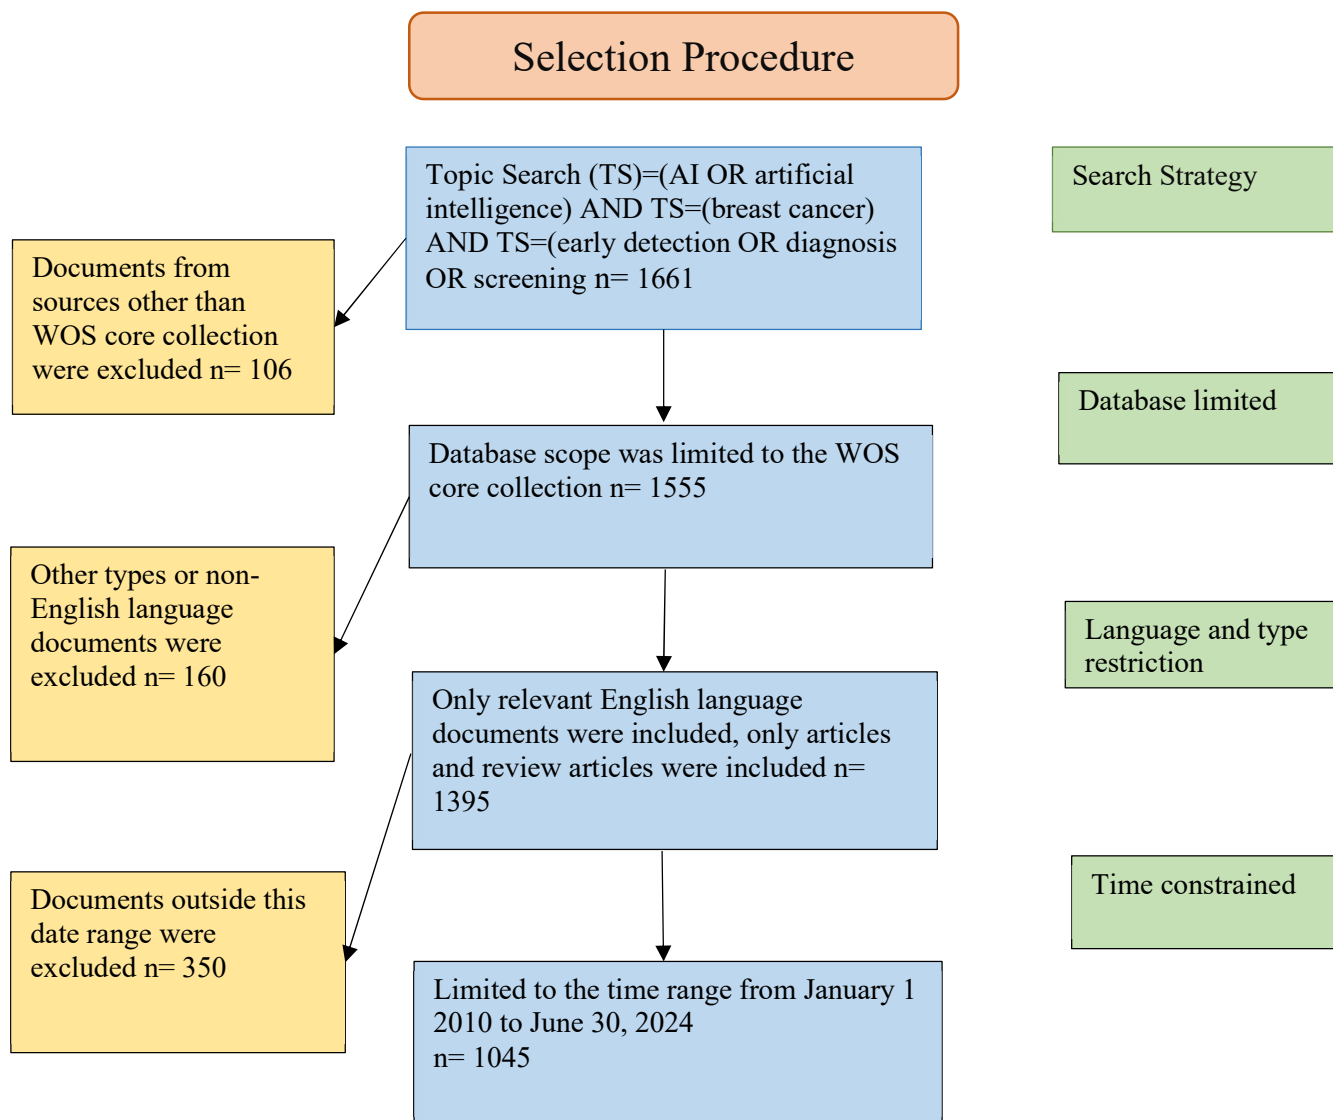 Selection Procedure
Topic Search (TS)=(AI OR artificial
intelligence) AND TS=(breast cancer)
AND TS=(early detection OR diagnosis
OR screening n= 1661
Search Strategy
Documents from
sources other than
WOS core collection
were excluded n= 106
Database limited
Database scope was limited to the WOS
core collection n= 1555
Other types or non-
English language
documents were
excluded n= 160
Language and type
restriction
Only relevant English language
documents were included, only articles
and review articles were included n=
1395
Time constrained
Documents outside this
date range were
excluded n= 350
Limited to the time range from January 1
2010 to June 30, 2024
n= 1045